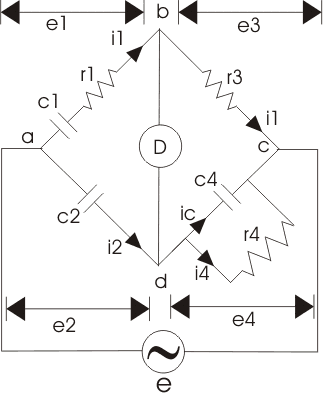 b
e1 e3
i1
r1 r3
c1 i1
a D c
c4
c2 ic r4
i2 i4
d
e2 e4
e